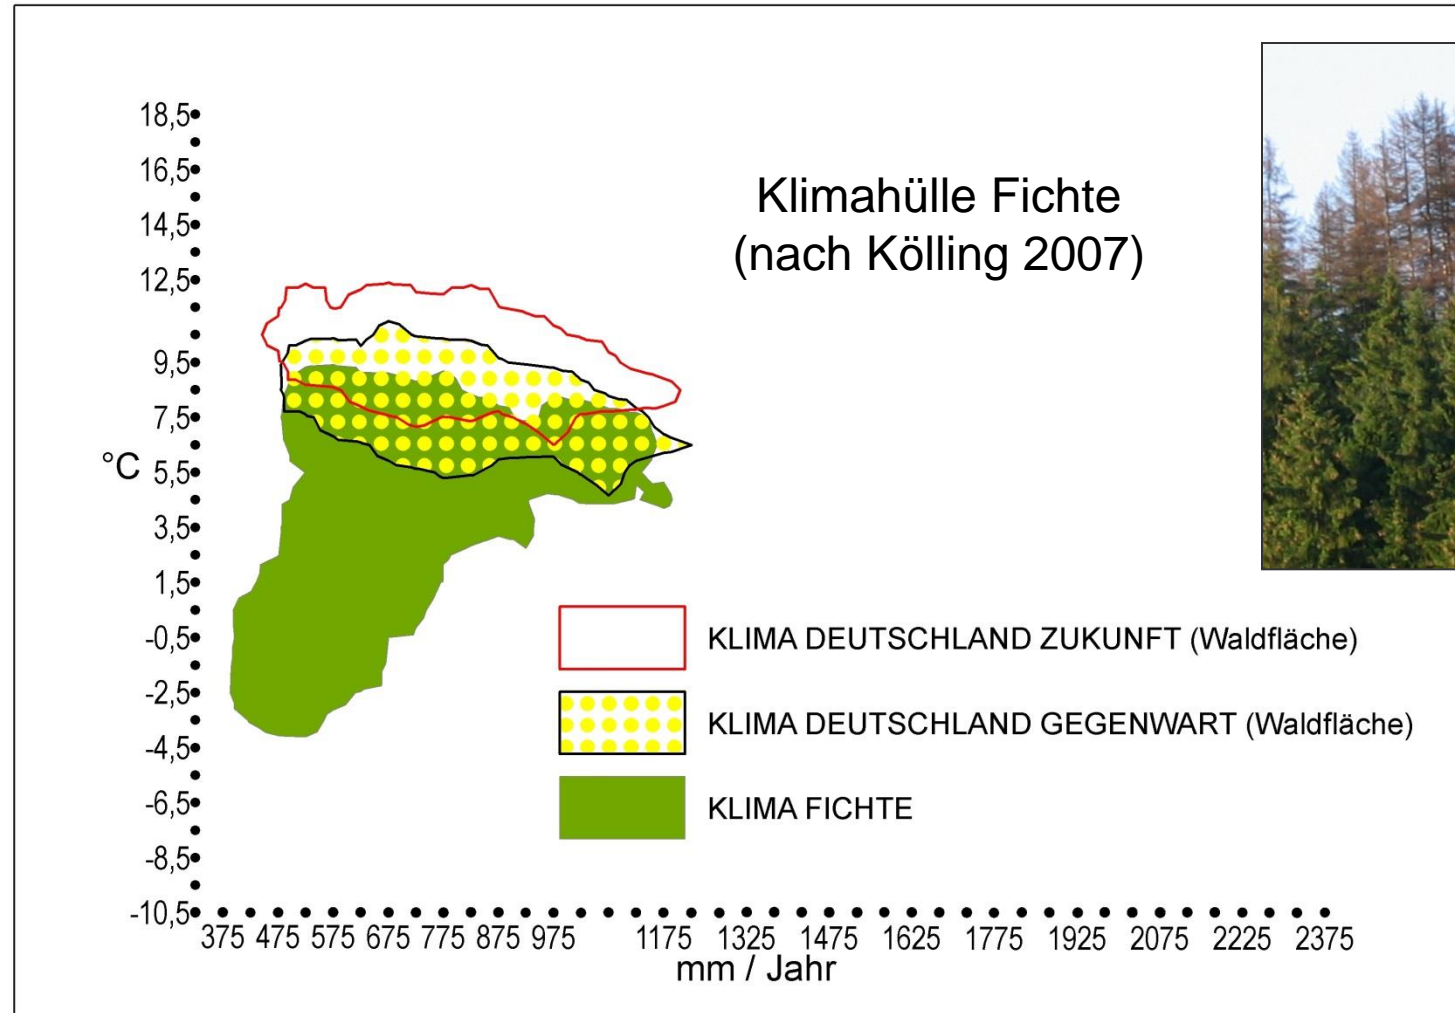 Klimahülle Fichte
(nach Kölling 2007)
18,5
16,5
14,5
12,5
9,5
7,5
°C
5,5
3,5
1,5
-0,5
-2,5
-4,5
-6,5
-8,5
-10,5
KLIMA DEUTSCHLAND ZUKUNFT (Waldfläche)
KLIMA DEUTSCHLAND GEGENWART (Waldfläche)
KLIMA FICHTE
375 475 575 675 775 875 975 1175 1325 1475 1625 1775 1925 2075 2225 2375
mm / Jahr